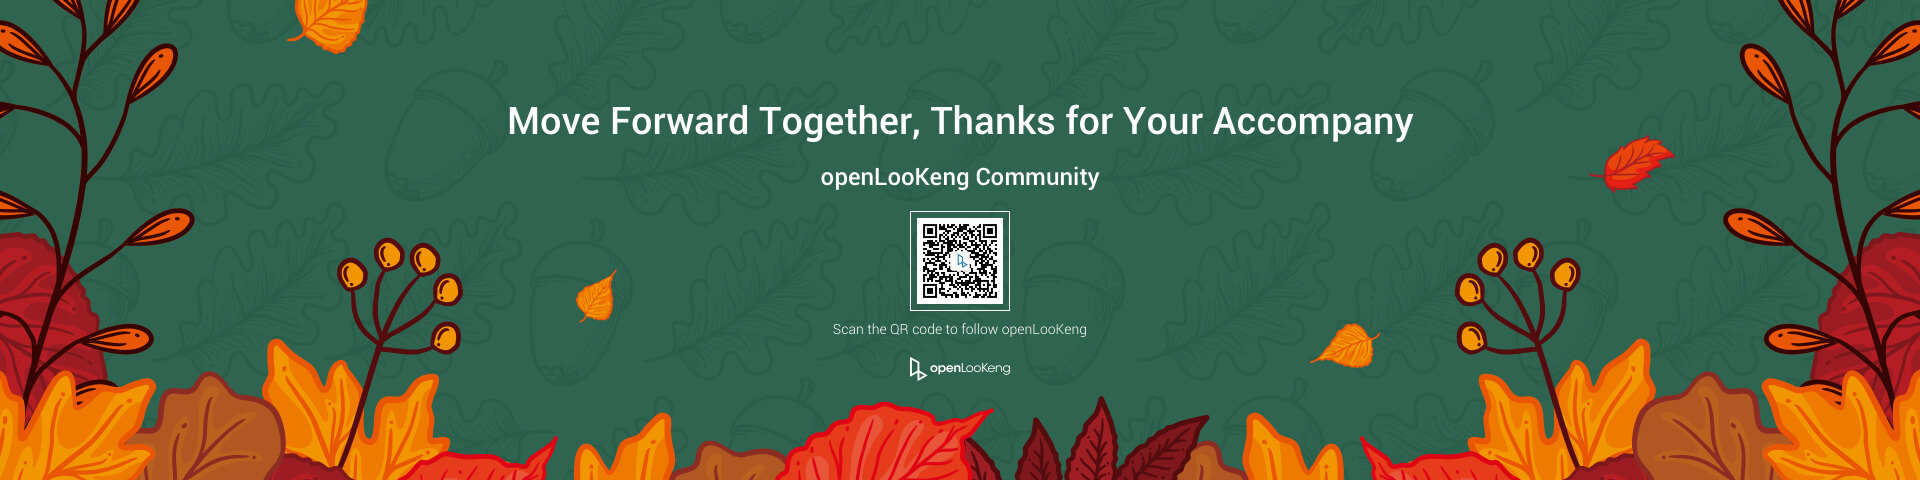 Move Forward Together, Thanks for Your Accompany
openLooKeng Community
Scan the QR code to follow openLooKeng
openLooKeng